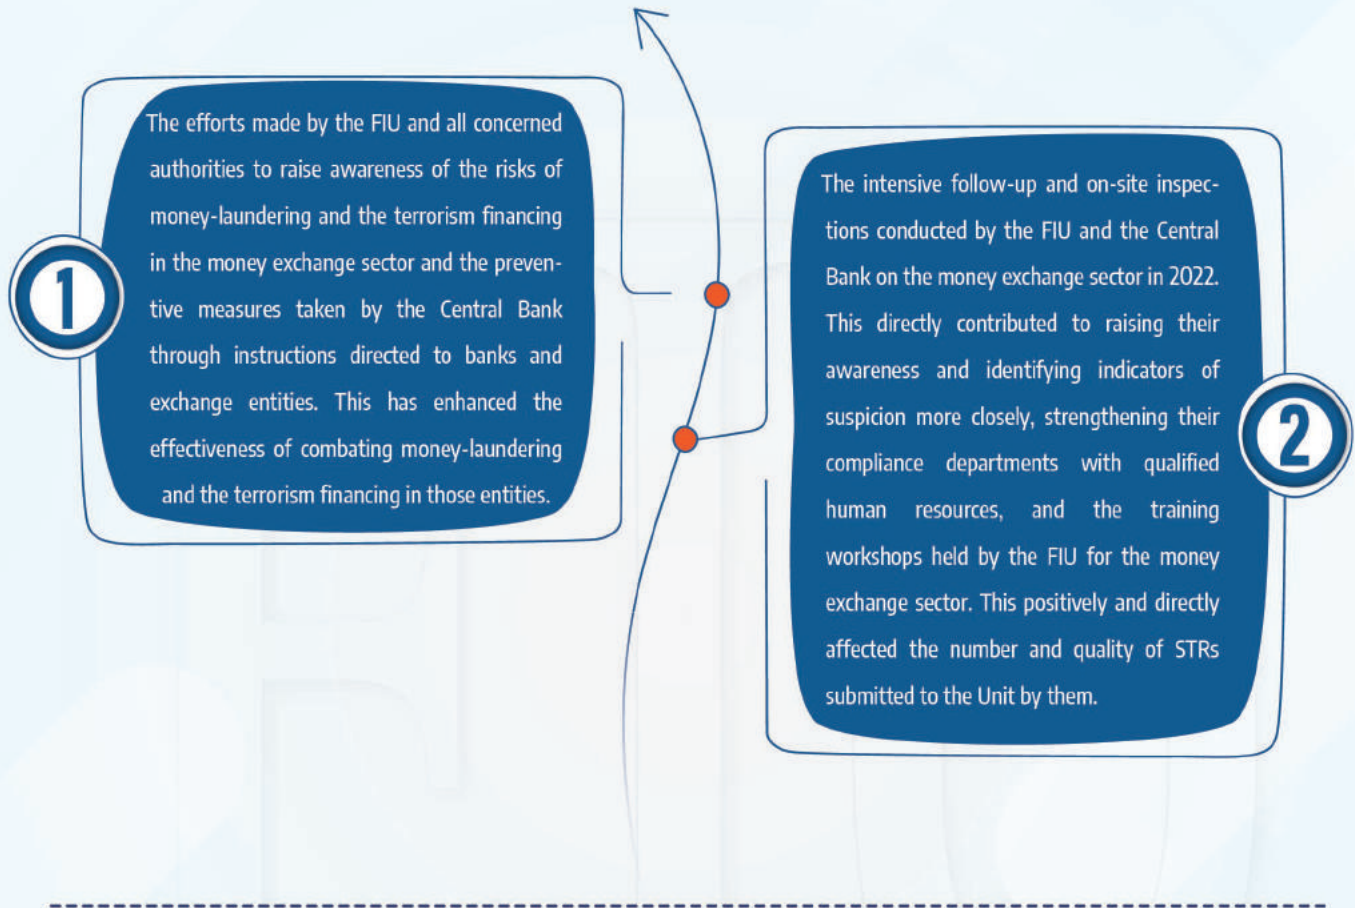 1
The efforts made by the FIU and all concerned
authorities to raise awareness of the risks of
money-laundering and the terrorism financing
in the money exchange sector and the preven-
tive measures taken by the Central Bank
through instructions directed to banks and
exchange entities. This has enhanced the
effectiveness of combating money-laundering
and the terrorism financing in those entities.
2
The intensive follow-up and on-site inspec-
tions conducted by the FIU and the Central
Bank on the money exchange sector in 2022.
This directly contributed to raising their
awareness and identifying indicators of
suspicion more closely, strengthening their
compliance departments with qualified
human resources, and the training
workshops held by the FIU for the money
exchange sector. This positively and directly
affected the number and quality of STRs
submitted to the Unit by them.